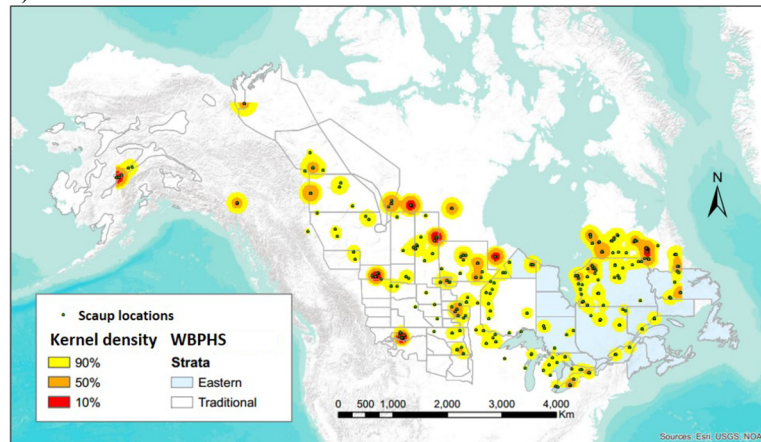 N
Scaup locations
Kernel density WBPHS
90% Strata
50% Eastern
10% Traditional
0 500 1,000 2,000 3,000 4,000
Km
Sources: Esri, USGS, NOA